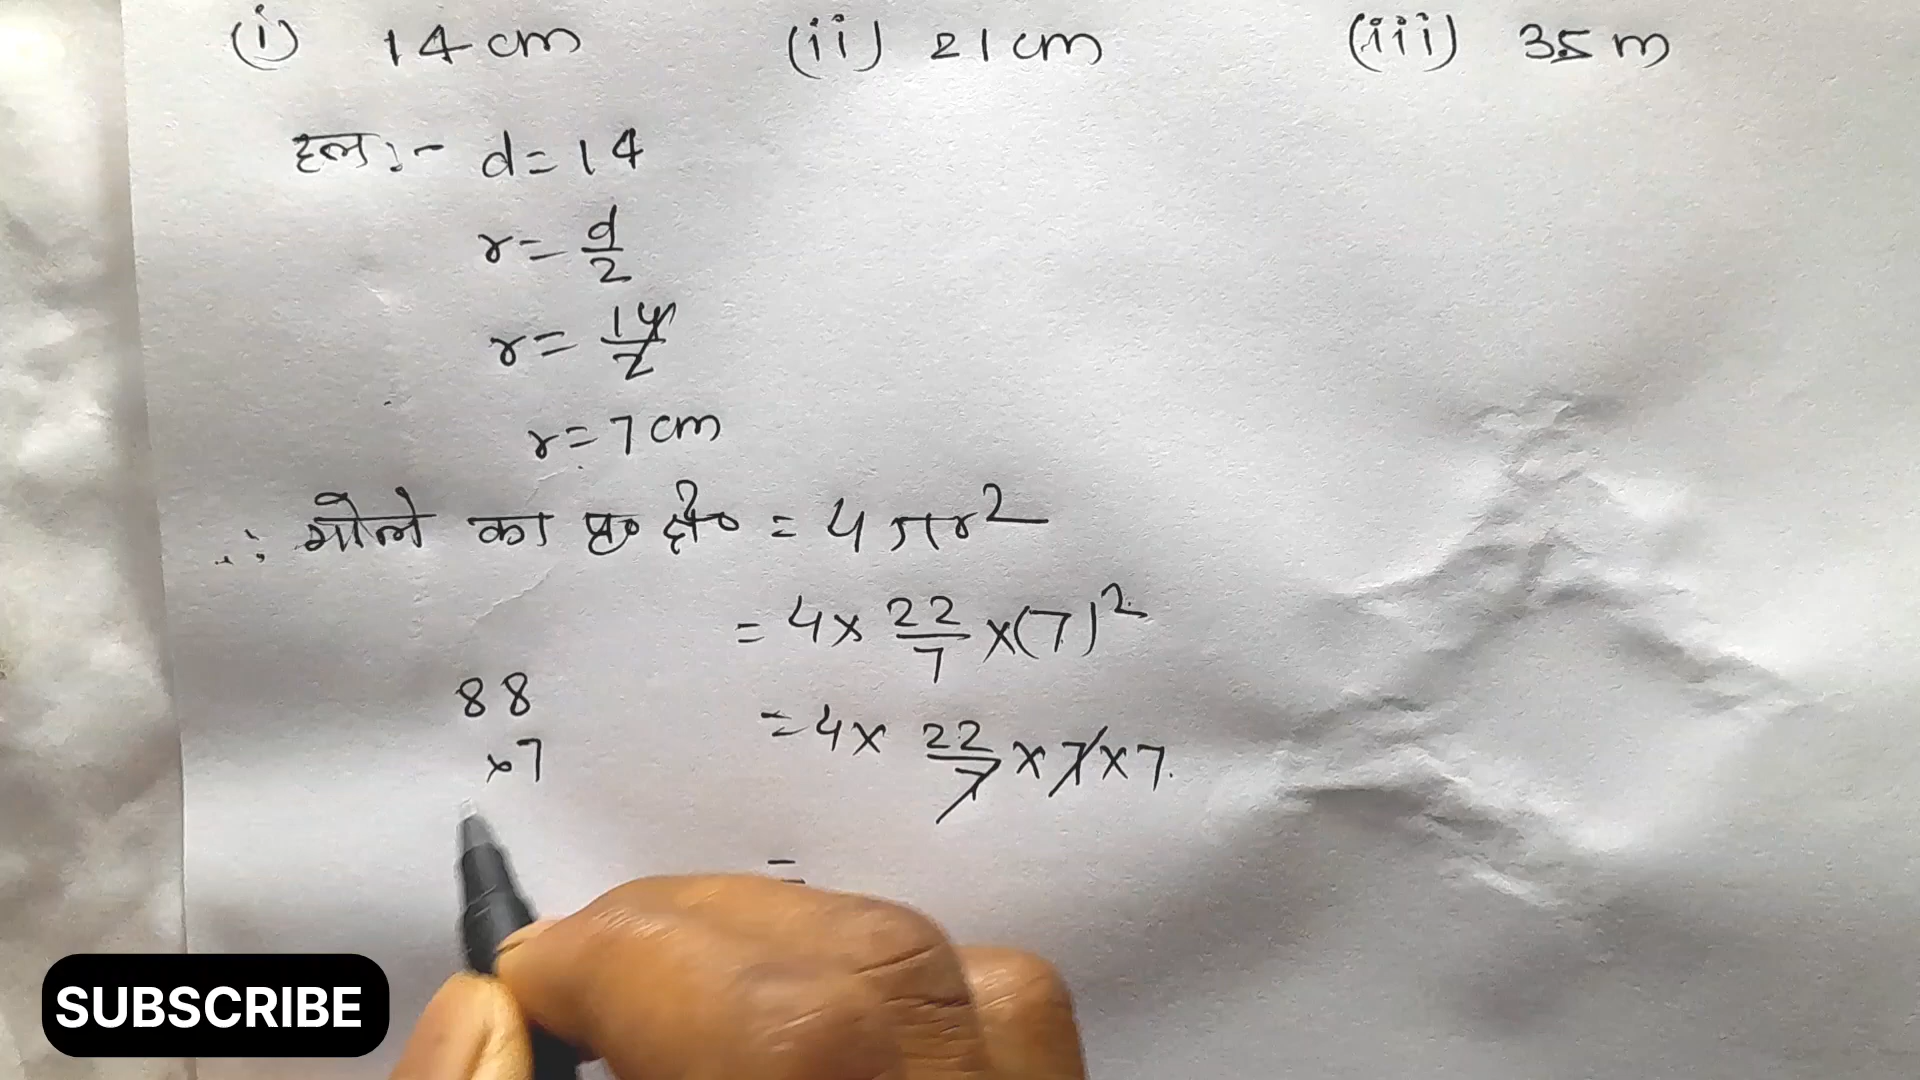 (i) 14 cm (ii) 21 cm (iii) 3.5 m
हल :- d = 14
r = d/2
r = 14/2
r = 7 cm
∴ गोले का पृ० क्षे० = 4πr²
= 4 × 22/7 × (7)²
= 4 × 22/7 × 7 × 7.
88
×7
=
SUBSCRIBE